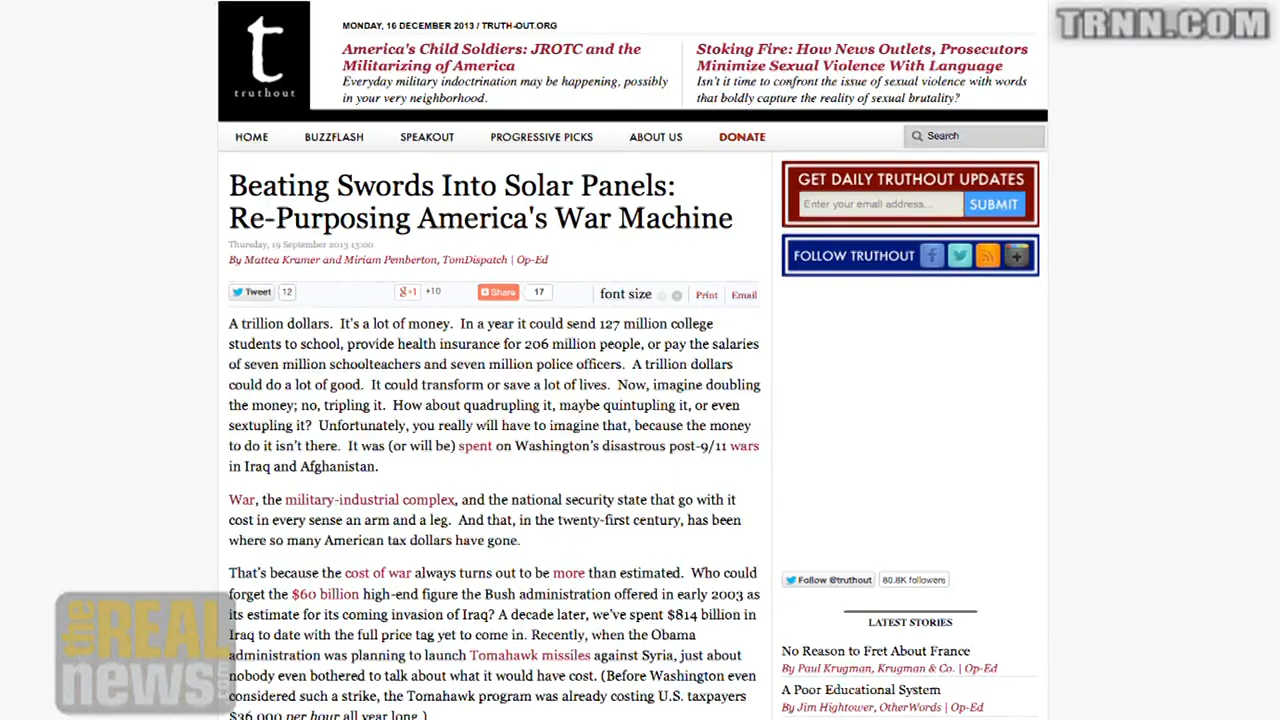 TRNN.COM
t
truthout
MONDAY, 16 DECEMBER 2013 / TRUTH-OUT.ORG
America's Child Soldiers: JROTC and the
Militarizing of America
Everyday military indoctrination may be happening, possibly
in your very neighborhood.
Stoking Fire: How News Outlets, Prosecutors
Minimize Sexual Violence With Language
Isn't it time to confront the issue of sexual violence with words
that boldly capture the reality of sexual brutality?
HOME BUZZFLASH SPEAKOUT PROGRESSIVE PICKS ABOUT US DONATE Search
Beating Swords Into Solar Panels:
Re-Purposing America's War Machine
Thursday, 19 September 2013 13:00
By Mattea Kramer and Miriam Pemberton, TomDispatch | Op-Ed
Tweet 12 g+1 +10 Share 17 font size Print Email
A trillion dollars. It's a lot of money. In a year it could send 127 million college
students to school, provide health insurance for 206 million people, or pay the salaries
of seven million schoolteachers and seven million police officers. A trillion dollars
could do a lot of good. It could transform or save a lot of lives. Now, imagine doubling
the money; no, tripling it. How about quadrupling it, maybe quintupling it, or even
sextupling it? Unfortunately, you really will have to imagine that, because the money
to do it isn't there. It was (or will be) spent on Washington's disastrous post-9/11 wars
in Iraq and Afghanistan.
War, the military-industrial complex, and the national security state that go with it
cost in every sense an arm and a leg. And that, in the twenty-first century, has been
where so many American tax dollars have gone.
That's because the cost of war always turns out to be more than estimated. Who could
forget the $60 billion high-end figure the Bush administration offered in early 2003 as
its estimate for its coming invasion of Iraq? A decade later, we've spent $814 billion in
Iraq to date with the full price tag yet to come in. Recently, when the Obama
administration was planning to launch Tomahawk missiles against Syria, just about
nobody even bothered to talk about what it would have cost. (Before Washington even
considered such a strike, the Tomahawk program was already costing U.S. taxpayers
$36,000 per hour all year long.)
GET DAILY TRUTHOUT UPDATES
Enter your email address... SUBMIT
FOLLOW TRUTHOUT
Follow @truthout 80.8K followers
LATEST STORIES
No Reason to Fret About France
By Paul Krugman, Krugman & Co. | Op-Ed
A Poor Educational System
By Jim Hightower, OtherWords | Op-Ed
the REAL
news.com